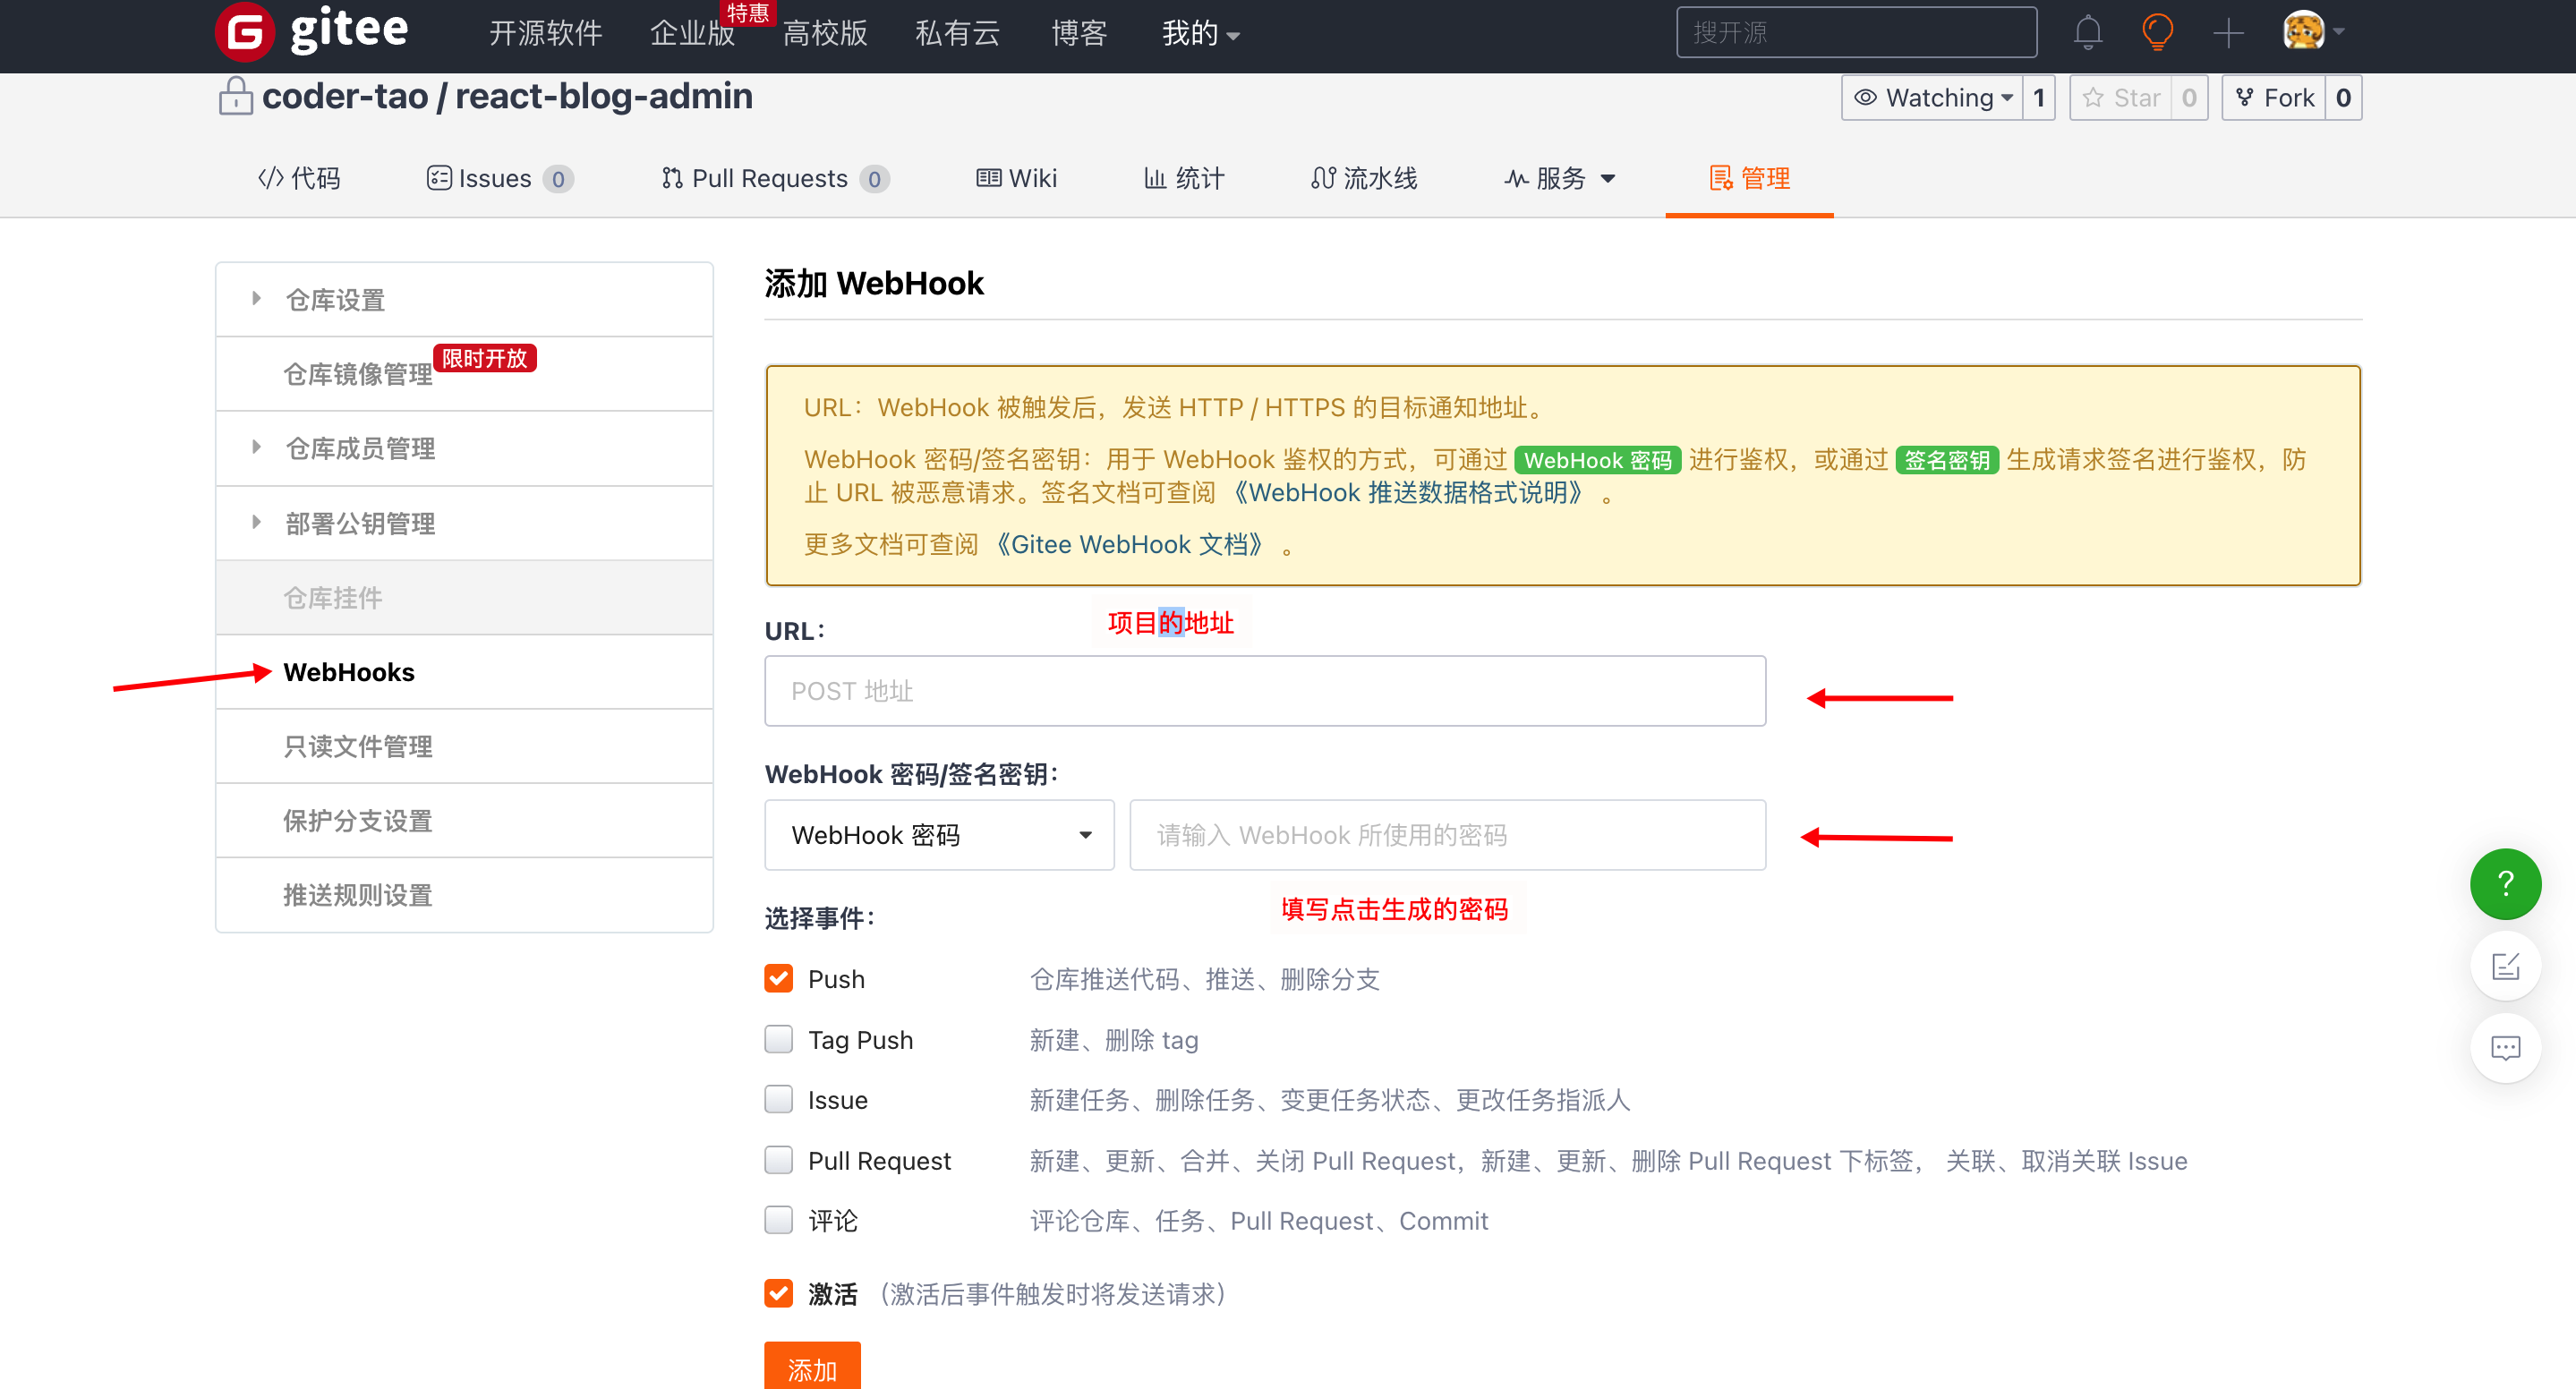 gitee
开源软件
企业版
特惠
高校版
私有云
博客
我的
搜开源
coder-tao / react-blog-admin
Watching 1
Star 0
Fork 0
代码
Issues 0
Pull Requests 0
Wiki
统计
流水线
服务
管理
仓库设置
仓库镜像管理
限时开放
仓库成员管理
部署公钥管理
仓库挂件
WebHooks
只读文件管理
保护分支设置
推送规则设置
添加 WebHook
URL：WebHook 被触发后，发送 HTTP / HTTPS 的目标通知地址。
WebHook 密码/签名密钥：用于 WebHook 鉴权的方式，可通过 WebHook 密码 进行鉴权，或通过 签名密钥 生成请求签名进行鉴权，防
止 URL 被恶意请求。签名文档可查阅 《WebHook 推送数据格式说明》 。
更多文档可查阅 《Gitee WebHook 文档》 。
项目的地址
URL：
POST 地址
WebHook 密码/签名密钥：
WebHook 密码
请输入 WebHook 所使用的密码
填写点击生成的密码
选择事件：
Push 仓库推送代码、推送、删除分支
Tag Push 新建、删除 tag
Issue 新建任务、删除任务、变更任务状态、更改任务指派人
Pull Request 新建、更新、合并、关闭 Pull Request，新建、更新、删除 Pull Request 下标签， 关联、取消关联 Issue
评论 评论仓库、任务、Pull Request、Commit
激活 （激活后事件触发时将发送请求）
添加
?